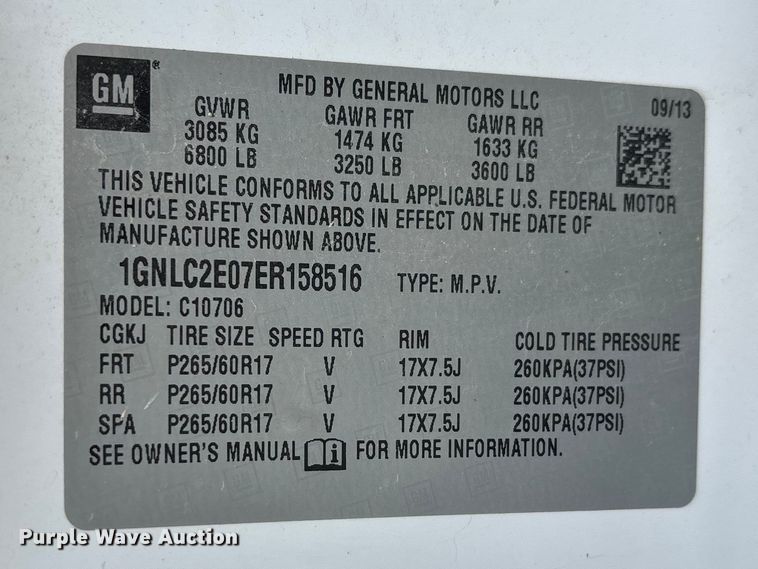 GM ®
MFD BY GENERAL MOTORS LLC 09/13
GVWR GAWR FRT GAWR RR
3085 KG 1474 KG 1633 KG
6800 LB 3250 LB 3600 LB
THIS VEHICLE CONFORMS TO ALL APPLICABLE U.S. FEDERAL MOTOR
VEHICLE SAFETY STANDARDS IN EFFECT ON THE DATE OF
MANUFACTURE SHOWN ABOVE.
1GNLC2E07ER158516 TYPE: M.P.V.
MODEL: C10706
CGKJ TIRE SIZE SPEED RTG RIM COLD TIRE PRESSURE
FRT P265/60R17 V 17X7.5J 260KPA(37PSI)
RR P265/60R17 V 17X7.5J 260KPA(37PSI)
SPA P265/60R17 V 17X7.5J 260KPA(37PSI)
SEE OWNER'S MANUAL i FOR MORE INFORMATION.
Purple Wave Auction